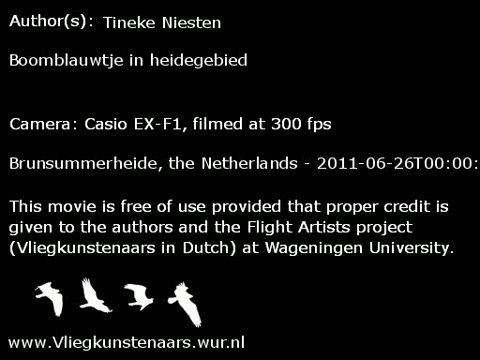 Author(s): Tineke Niesten
Boomblauwtje in heidegebied
Camera: Casio EX-F1, filmed at 300 fps
Brunsummerheide, the Netherlands - 2011-06-26T00:00:
This movie is free of use provided that proper credit is
given to the authors and the Flight Artists project
(Vliegkunstenaars in Dutch) at Wageningen University.
www.Vliegkunstenaars.wur.nl